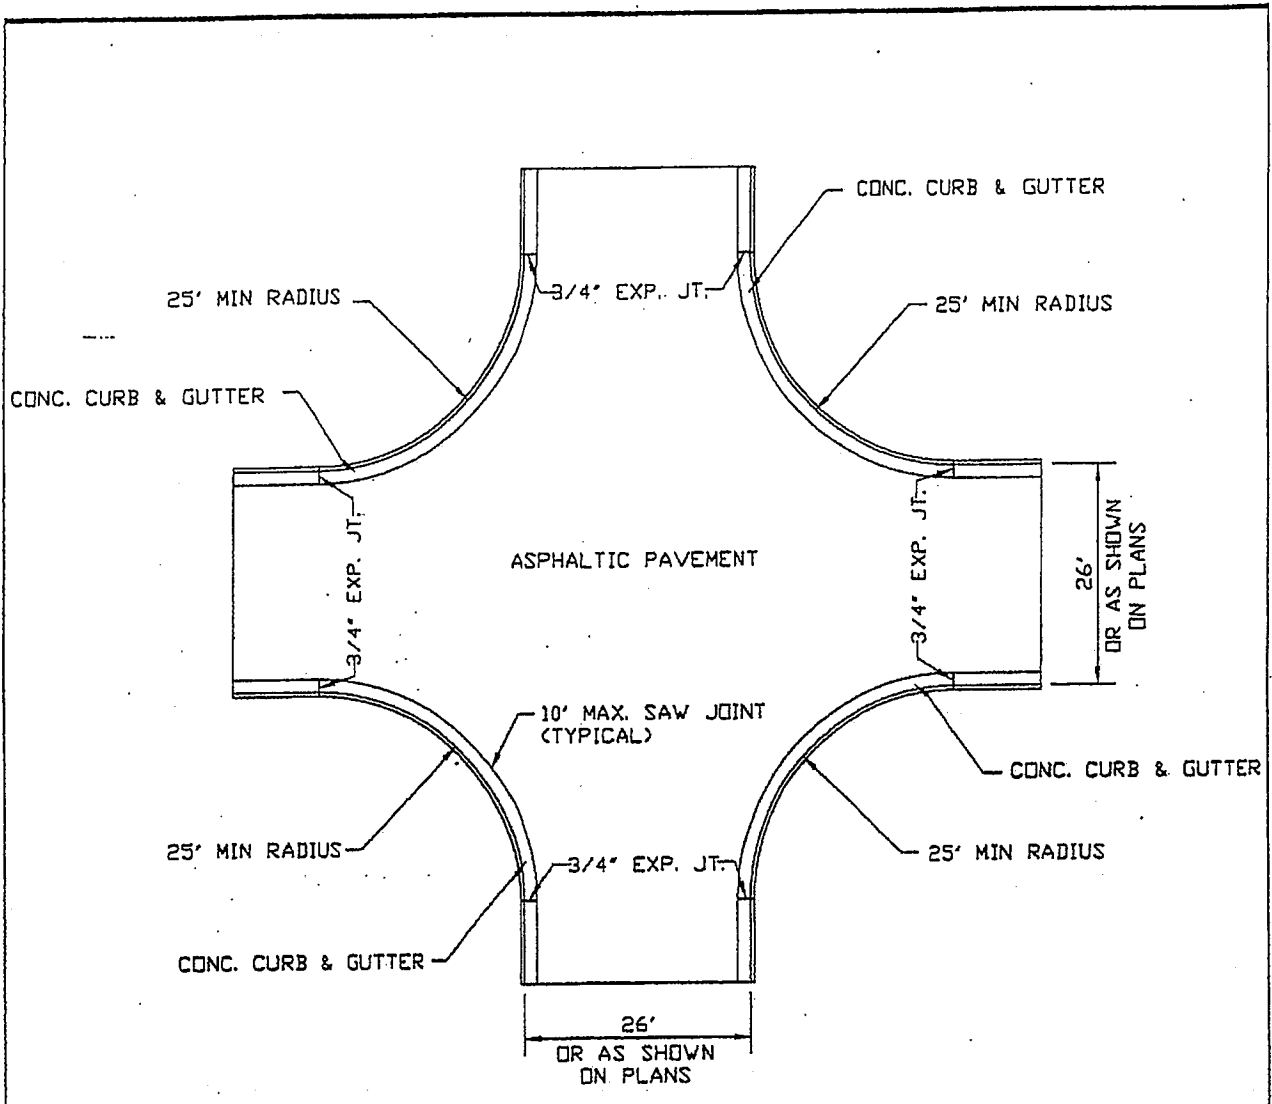 CONC. CURB & GUTTER
3/4" EXP. JT.
25' MIN RADIUS
25' MIN RADIUS
CONC. CURB & GUTTER
3/4" EXP. JT.
ASPHALTIC PAVEMENT
3/4" EXP. JT.
26'
OR AS SHOWN
ON PLANS
10' MAX. SAW JOINT
(TYPICAL)
CONC. CURB & GUTTER
25' MIN RADIUS
3/4" EXP. JT.
25' MIN RADIUS
CONC. CURB & GUTTER
26'
OR AS SHOWN
ON PLANS